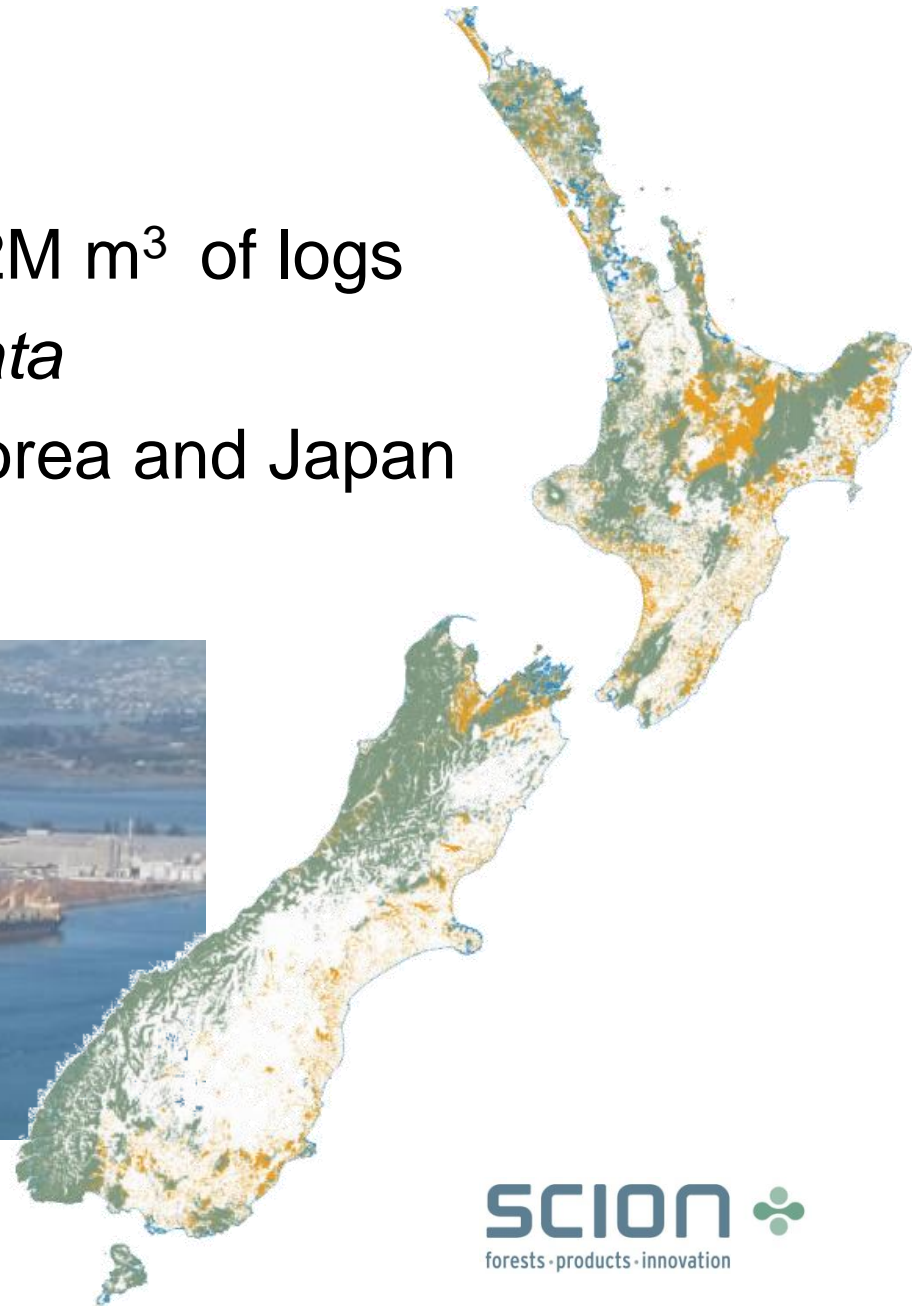 2M m³ of logs
ata
orea and Japan
SCION
forests·products·innovation